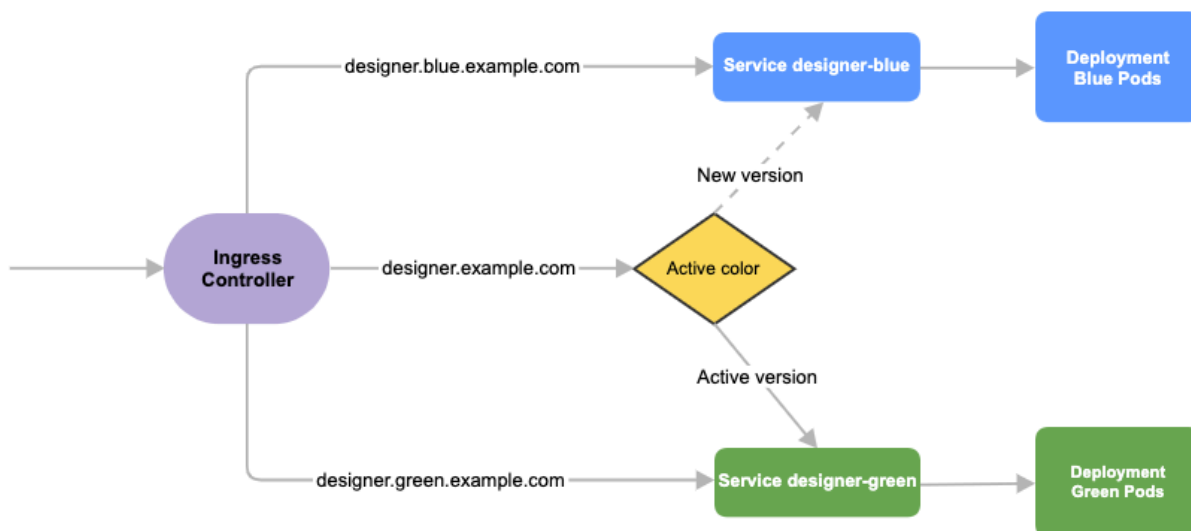 designer.blue.example.com
Service designer-blue
Deployment
Blue Pods
New version
Ingress
Controller
designer.example.com
Active color
Active version
designer.green.example.com
Service designer-green
Deployment
Green Pods